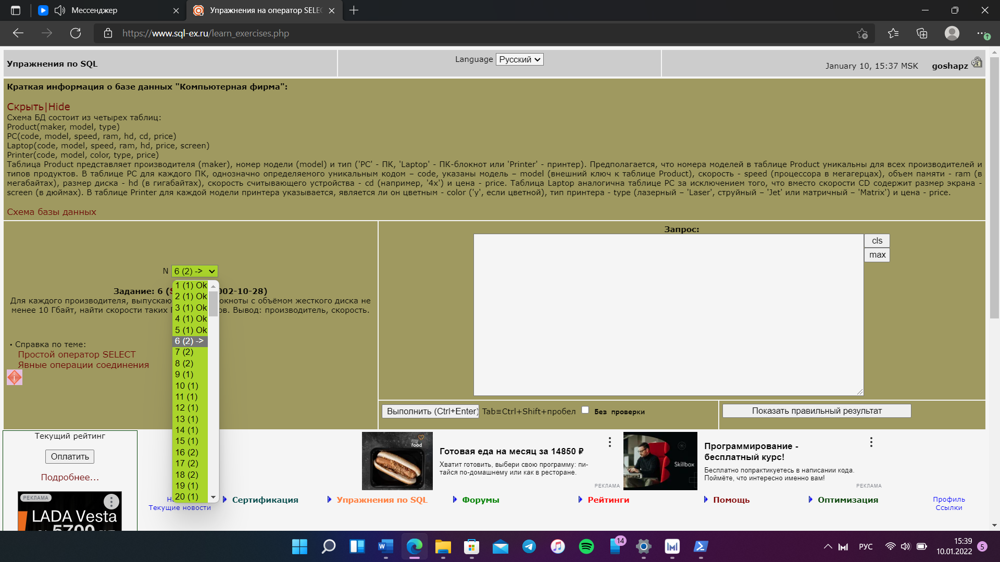 Мессенджер
Упражнения на оператор SELE
https://www.sql-ex.ru/learn_exercises.php
Упражнения по SQL
Language Русский
January 10, 15:37 MSK goshapz
Краткая информация о базе данных "Компьютерная фирма":
Скрыть|Hide
Схема БД состоит из четырех таблиц:
Product(maker, model, type)
PC(code, model, speed, ram, hd, cd, price)
Laptop(code, model, speed, ram, hd, price, screen)
Printer(code, model, color, type, price)
Таблица Product представляет производителя (maker), номер модели (model) и тип ('PC' - ПК, 'Laptop' - ПК-блокнот или 'Printer' - принтер). Предполагается, что номера моделей в таблице Product уникальны для всех производителей и
типов продуктов. В таблице PC для каждого ПК, однозначно определяемого уникальным кодом – code, указаны модель – model (внешний ключ к таблице Product), скорость - speed (процессора в мегагерцах), объем памяти - ram (в
мегабайтах), размер диска - hd (в гигабайтах), скорость считывающего устройства - cd (например, '4x') и цена - price. Таблица Laptop аналогична таблице РС за исключением того, что вместо скорости CD содержит размер экрана -
screen (в дюймах). В таблице Printer для каждой модели принтера указывается, является ли он цветным - color ('y', если цветной), тип принтера - type (лазерный – 'Laser', струйный – 'Jet' или матричный – 'Matrix') и цена - price.
Схема базы данных
N 6 (2) ->
Задание: 6 (S 002-10-28)
Для каждого производителя, выпускаю окноты с объёмом жесткого диска не
менее 10 Гбайт, найти скорости таких ов. Вывод: производитель, скорость.
1 (1) Ok
2 (1) Ok
3 (1) Ok
4 (1) Ok
5 (1) Ok
6 (2) ->
7 (2)
8 (2)
9 (1)
10 (1)
11 (1)
12 (1)
13 (1)
14 (1)
15 (1)
16 (2)
17 (2)
18 (2)
19 (1)
20 (1)
· Справка по теме:
Простой оператор SELECT
Явные операции соединения
Запрос:
cls
max
Выполнить (Ctrl+Enter) Tab≡Ctrl+Shift+пробел Без проверки
Показать правильный результат
Текущий рейтинг
Оплатить
Подробнее...
РЕКЛАМА
LADA Vesta
my food
Готовая еда на месяц за 14850 ₽
Хватит готовить, выбери свою программу: пи-
тайся по-домашнему или как в ресторане.
РЕКЛАМА
Skillbox
Программирование -
бесплатный курс!
Бесплатно попрактикуетесь в написании кода.
Поймёте, что интересно именно вам!
РЕКЛАМА
Текущие новости
Сертификация
Упражнения по SQL
Форумы
Рейтинги
Помощь
Оптимизация
Профиль
Ссылки
14
РУС
15:39
10.01.2022
5